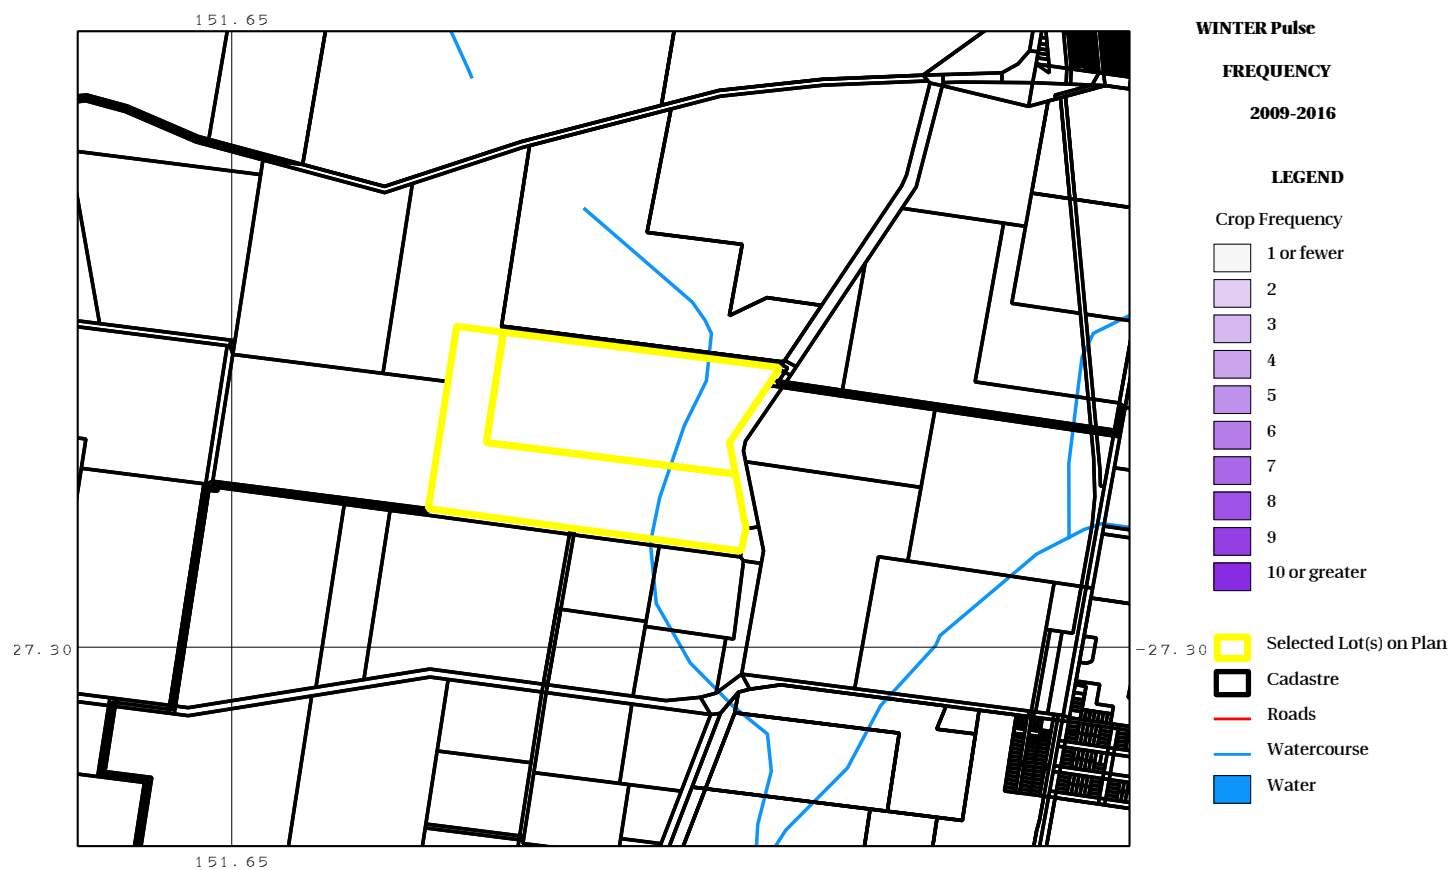 151.65
WINTER Pulse
FREQUENCY
2009-2016
LEGEND
Crop Frequency
1 or fewer
2
3
4
5
6
7
8
9
10 or greater
27.30
-27.30
Selected Lot(s) on Plan
Cadastre
Roads
Watercourse
Water
151.65